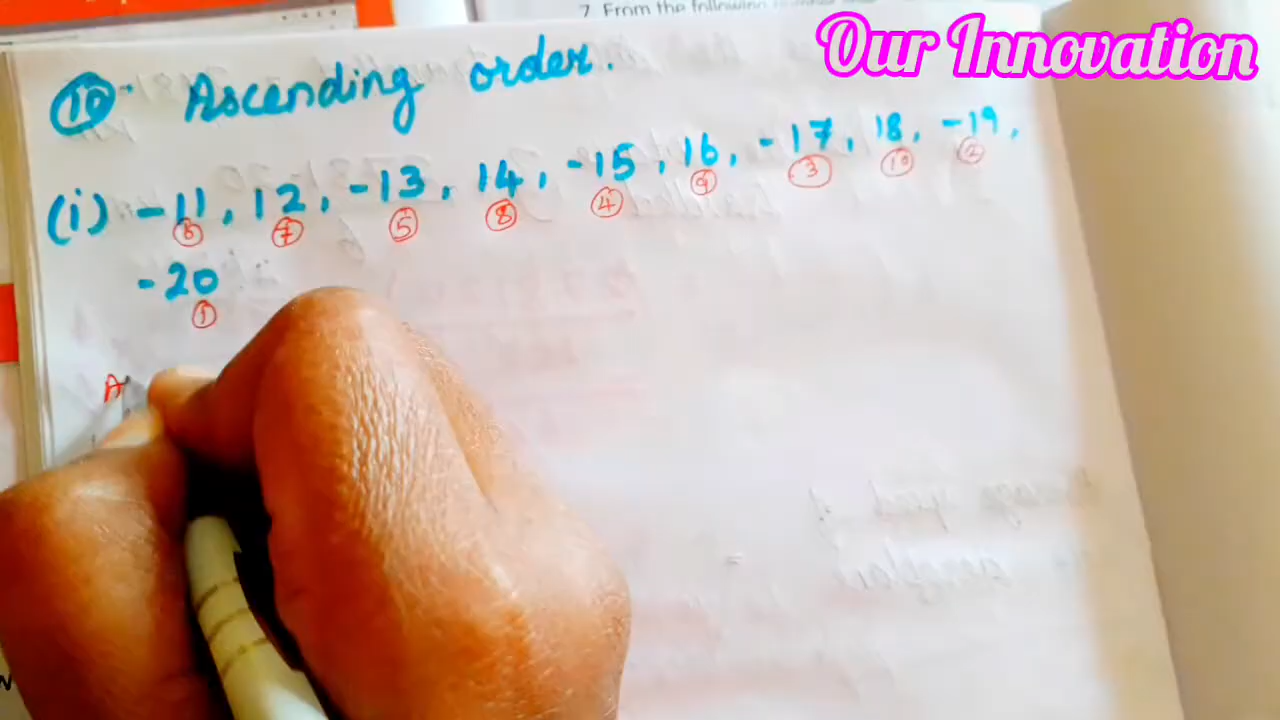 7. From the following
Our Innovation
10. Ascending order.
(i) -11, 12, -13, 14, -15, 16, -17, 18, -19,
6 7 5 8 4 9 3 10 2
-20
1
A